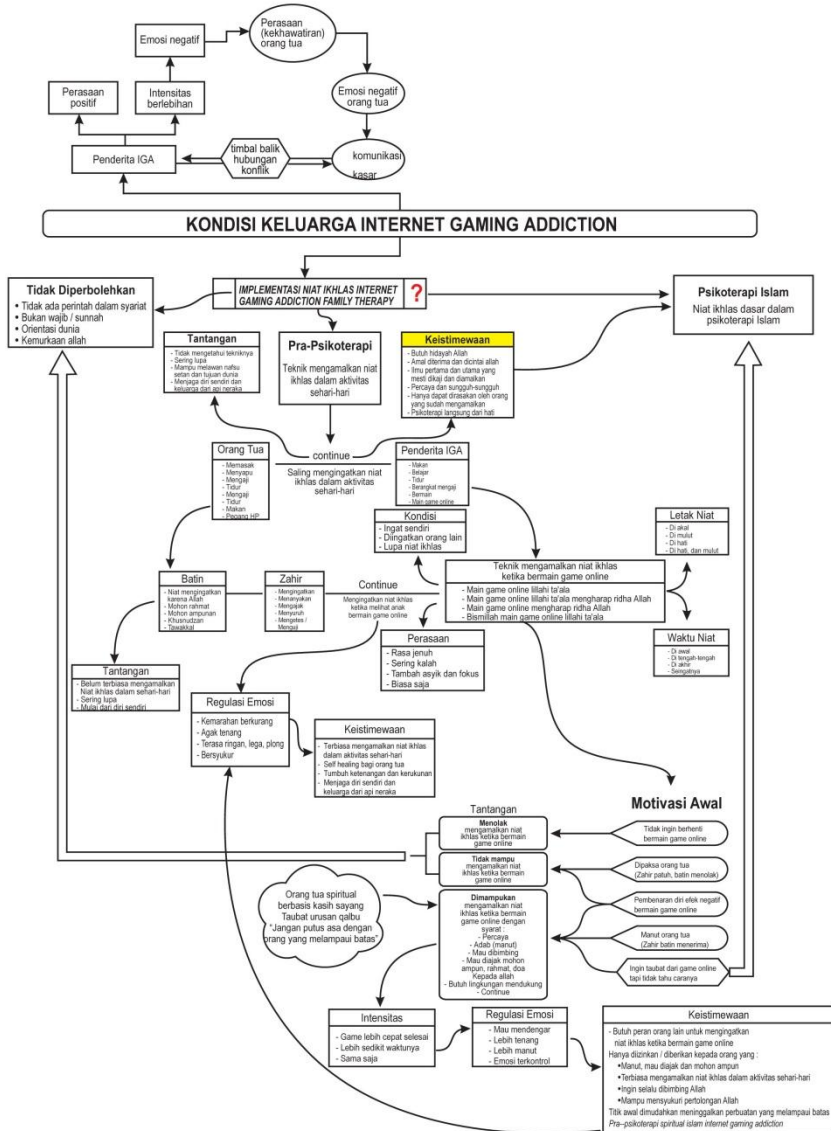 Perasaan
(kekhawatiran)
orang tua
Emosi negatif
Perasaan
positif
Intensitas
berlebihan
Emosi negatif
orang tua
Penderita IGA
timbal balik
hubungan
konflik
komunikasi
kasar
KONDISI KELUARGA INTERNET GAMING ADDICTION
Tidak Diperbolehkan
• Tidak ada perintah dalam syariat
• Bukan wajib / sunnah
• Orientasi dunia
• Kemurkaan allah
IMPLEMENTASI NIAT IKHLAS INTERNET
GAMING ADDICTION FAMILY THERAPY
?
Psikoterapi Islam
Niat ikhlas dasar dalam
psikoterapi Islam
Tantangan
- Tidak mengetahui tekniknya
- Sering lupa
- Mampu melawan nafsu
setan dan tujuan dunia
- Menjaga diri sendiri dan
keluarga dari api neraka
Pra-Psikoterapi
Teknik mengamalkan niat
ikhlas dalam aktivitas
sehari-hari
Keistimewaan
- Butuh hidayah Allah
- Amal diterima dan dicintai allah
- Ilmu pertama dan utama yang
mesti dikaji dan diamalkan
- Percaya dan sungguh-sungguh
- Hanya dapat dirasakan oleh orang
yang sudah mengamalkan
- Psikoterapi langsung dari hati
continue
Saling mengingatkan niat
ikhlas dalam aktivitas
sehari-hari
Orang Tua
- Memasak
- Menyapu
- Mengaji
- Tidur
- Mengaji
- Tidur
- Makan
- Pegang HP
Penderita IGA
- Makan
- Belajar
- Tidur
- Berangkat mengaji
- Bermain
- Main game online
Kondisi
- Ingat sendiri
- Diingatkan orang lain
- Lupa niat ikhlas
Letak Niat
- Di akal
- Di mulut
- Di hati
- Di hati, dan mulut
Teknik mengamalkan niat ikhlas
ketika bermain game online
- Main game online lillahi ta'ala
- Main game online lillahi ta'ala mengharap ridha Allah
- Main game online mengharap ridha Allah
- Bismillah main game online lillahi ta'ala
Batin
- Niat mengingatkan
karena Allah
- Mohon rahmat
- Mohon ampunan
- Khusnudzan
- Tawakkal
Zahir
- Mengingatkan
- Menanyakan
- Mengajak
- Menyuruh
- Mengetes /
Menguji
Continue
Mengingatkan niat ikhlas
ketika melihat anak
bermain game online
Perasaan
- Rasa jenuh
- Sering kalah
- Tambah asyik dan fokus
- Biasa saja
Waktu Niat
- Di awal
- Di tengah-tengah
- Di akhir
- Seingatnya
Tantangan
- Belum terbiasa mengamalkan
Niat ikhlas dalam sehari-hari
- Sering lupa
- Mulai dari diri sendiri
Regulasi Emosi
- Kemarahan berkurang
- Agak tenang
- Terasa ringan, lega, plong
- Bersyukur
Keistimewaan
- Terbiasa mengamalkan niat ikhlas
dalam aktivitas sehari-hari
- Self healing bagi orang tua
- Tumbuh ketenangan dan kerukunan
- Menjaga diri sendiri dan
keluarga dari api neraka
Motivasi Awal
Tantangan
Menolak
mengamalkan niat
ikhlas ketika bermain
game online
Tidak mampu
mengamalkan niat
ikhlas ketika bermain
game online
Dimampukan
mengamalkan niat
ikhlas ketika bermain
game online dengan
syarat :
- Percaya
- Adab (manut)
- Mau dibimbing
- Mau diajak mohon
ampun, rahmat, doa
Kepada allah
- Butuh lingkungan mendukung
- Continue
Tidak ingin berhenti
bermain game online
Dipaksa orang tua
(Zahir patuh, batin menolak)
Pembenaran diri efek negatif
bermain game online
Manut orang tua
(Zahir batin menerima)
Ingin taubat dari game online
tapi tidak tahu caranya
Orang tua spiritual
berbasis kasih sayang
Taubat urusan qalbu
"Jangan putus asa dengan
orang yang melampaui batas"
Intensitas
- Game lebih cepat selesai
- Lebih sedikit waktunya
- Sama saja
Regulasi Emosi
- Mau mendengar
- Lebih tenang
- Lebih manut
- Emosi terkontrol
Keistimewaan
- Butuh peran orang lain untuk mengingatkan
niat ikhlas ketika bermain game online
Hanya diizinkan / diberikan kepada orang yang :
•Manut, mau diajak dan mohon ampun
•Terbiasa mengamalkan niat ikhlas dalam aktivitas sehari-hari
•Ingin selalu dibimbing Allah
•Mampu mensyukuri pertolongan Allah
Titik awal dimudahkan meninggalkan perbuatan yang melampaui batas
Pra–psikoterapi spiritual islam internet gaming addiction